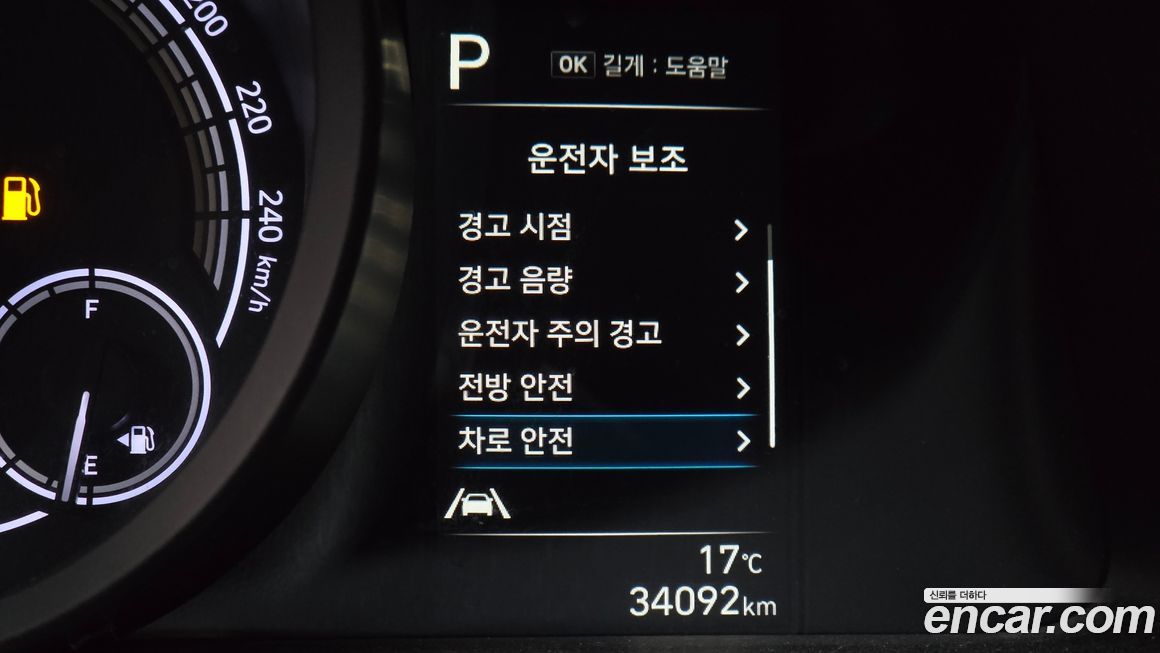 200
220
240
km/h
F
E
P
OK 길게 : 도움말
운전자 보조
경고 시점
경고 음량
운전자 주의 경고
전방 안전
차로 안전
17℃
34092km
신뢰를 더하다
encar.com